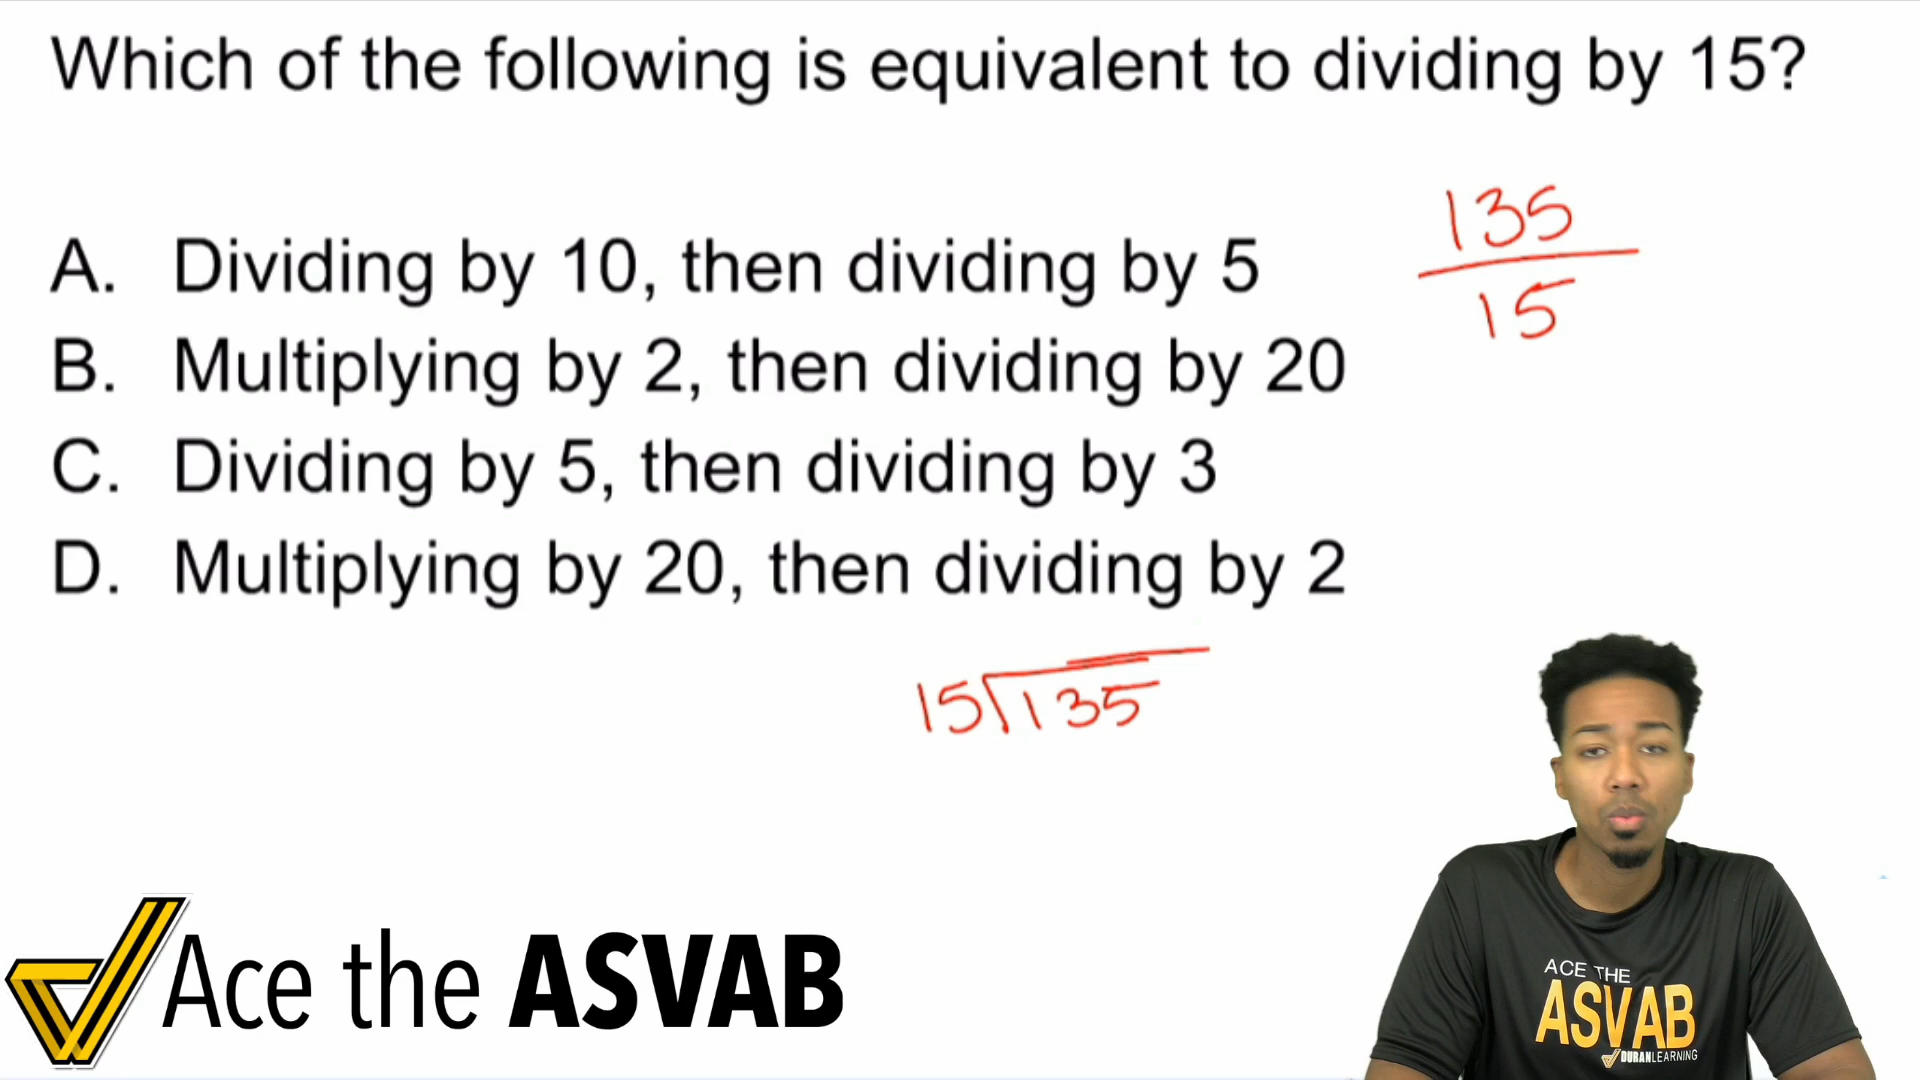 Which of the following is equivalent to dividing by 15?
A. Dividing by 10, then dividing by 5
B. Multiplying by 2, then dividing by 20
C. Dividing by 5, then dividing by 3
D. Multiplying by 20, then dividing by 2
135
15
15 135
Ace the ASVAB
ACE THE
ASVAB
DURANLEARNING